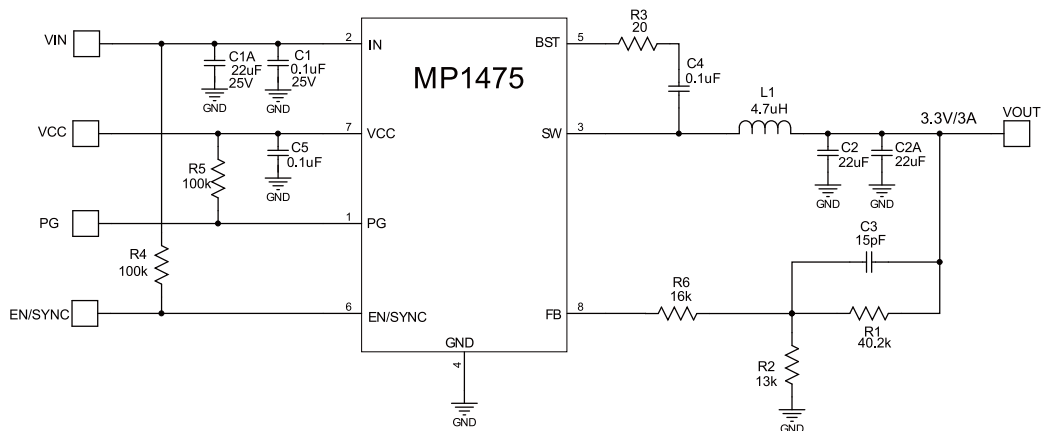 VIN
C1A
22uF
25V
GND
C1
0.1uF
25V
GND
2
IN
MP1475
BST
5
R3
20
C4
0.1uF
VCC
7
VCC
R5
100k
C5
0.1uF
GND
SW
3
L1
4.7uH
3.3V/3A
VOUT
C2
22uF
GND
C2A
22uF
GND
PG
1
PG
R4
100k
C3
15pF
EN/SYNC
6
EN/SYNC
GND
4
GND
FB
8
R6
16k
R1
40.2k
R2
13k
GND